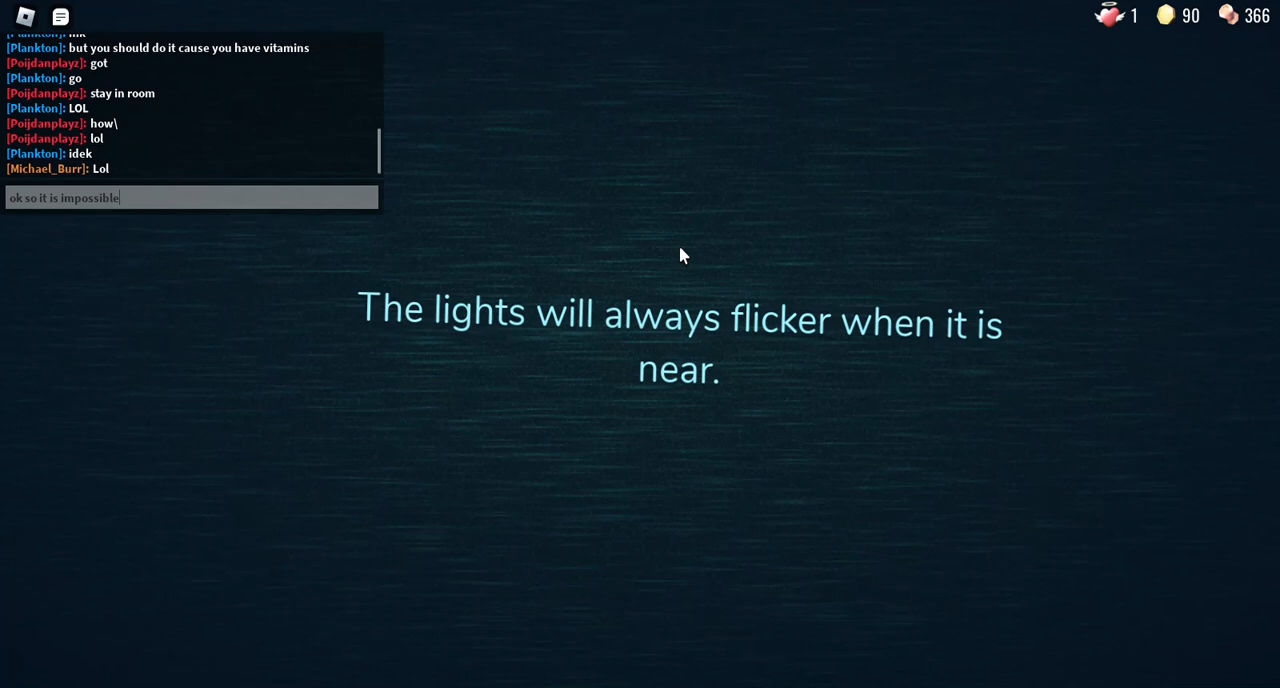 1 90 366
[Plankton]: but you should do it cause you have vitamins
[Poijdanplayz]: got
[Plankton]: go
[Poijdanplayz]: stay in room
[Plankton]: LOL
[Poijdanplayz]: how\
[Poijdanplayz]: lol
[Plankton]: idek
[Michael_Burr]: Lol
ok so it is impossible
The lights will always flicker when it is
near.